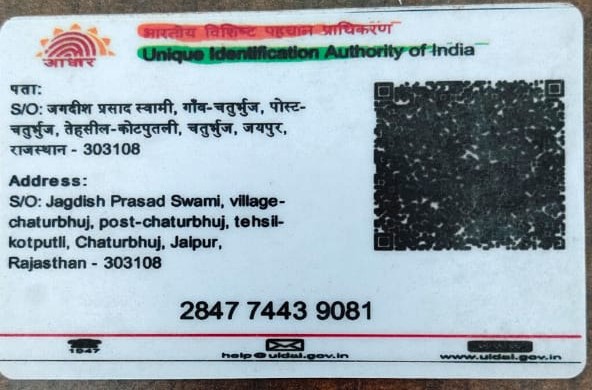 भारतीय विशिष्ट पहचान प्राधिकरण
Unique Identification Authority of India
आधार
पता:
S/O: जगदीश प्रसाद स्वामी, गाँव-चतुर्भुज, पोस्ट-
चतुर्भुज, तेहसील-कोटपुतली, चतुर्भुज, जयपुर,
राजस्थान - 303108
Address:
S/O: Jagdish Prasad Swami, village-
chaturbhuj, post-chaturbhuj, tehsil-
kotputli, Chaturbhuj, Jaipur,
Rajasthan - 303108
2847 7443 9081
1947
help@uidai.gov.in
www.uidai.gov.in